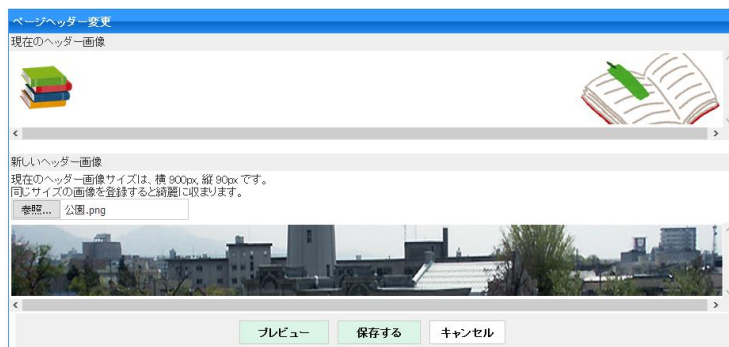 ページヘッダー変更
現在のヘッダー画像
新しいヘッダー画像
現在のヘッダー画像サイズは、横 900px, 縦 90px です。
同じサイズの画像を登録すると綺麗に収まります。
参照... 公園.png
プレビュー 保存する キャンセル